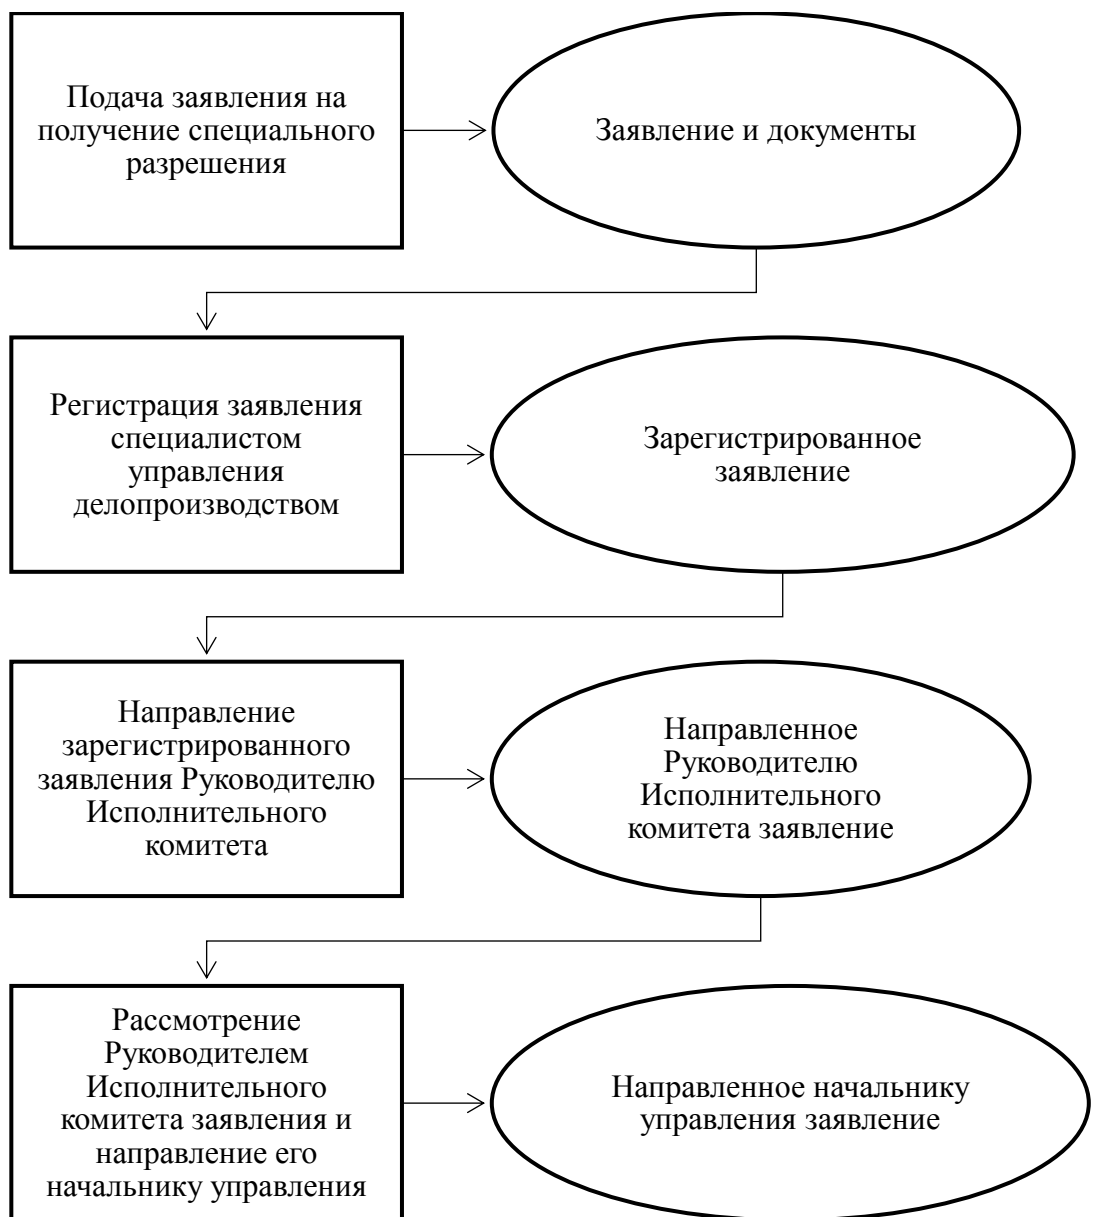 Подача заявления на
получение специального
разрешения
Заявление и документы
Регистрация заявления
специалистом
управления
делопроизводством
Зарегистрированное
заявление
Направление
зарегистрированного
заявления Руководителю
Исполнительного
комитета
Направленное
Руководителю
Исполнительного
комитета заявление
Рассмотрение
Руководителем
Исполнительного
комитета заявления и
направление его
начальнику управления
Направленное начальнику
управления заявление